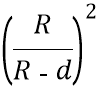 (R / (R - d))²